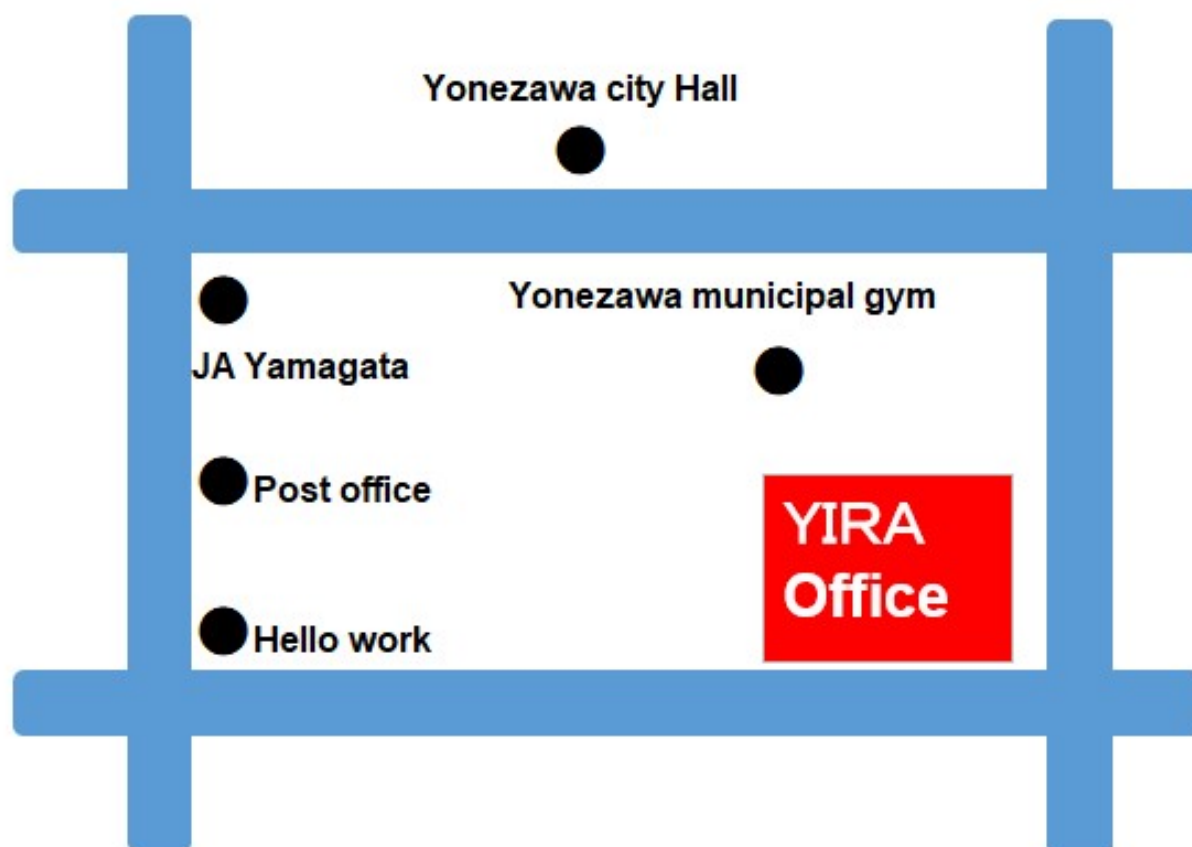 Yonezawa city Hall
Yonezawa municipal gym
JA Yamagata
Post office
YIRA
Office
Hello work